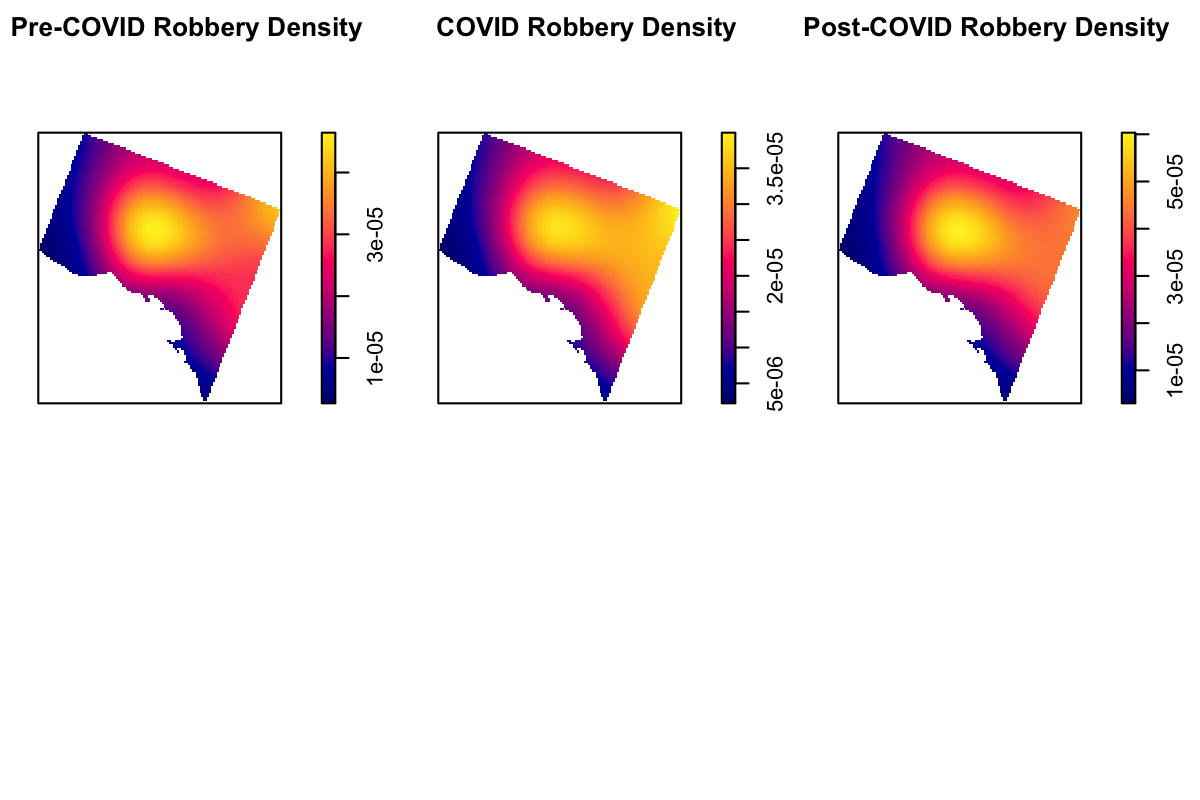 Pre-COVID Robbery Density
COVID Robbery Density
Post-COVID Robbery Density
3e-05
1e-05
3.5e-05
2e-05
5e-06
5e-05
3e-05
1e-05